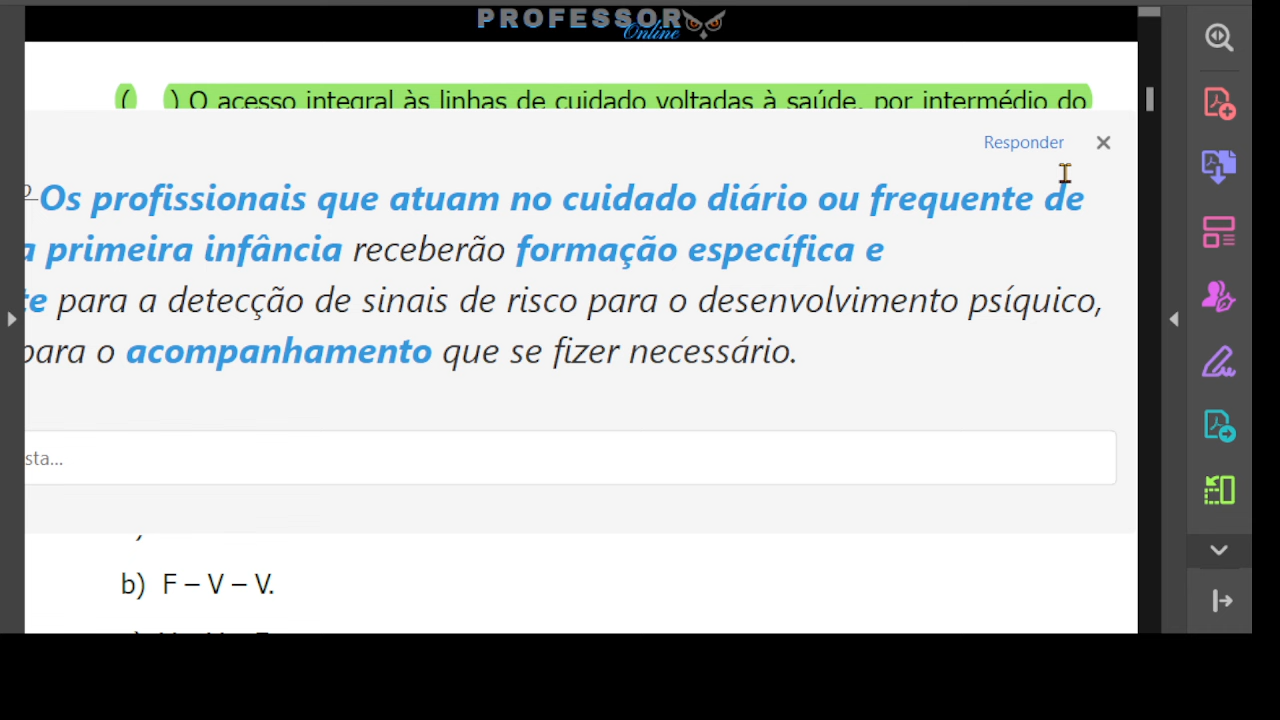 PROFESSOR
Online
( ) O acesso integral às linhas de cuidado voltadas à saúde, por intermédio do
Responder
Os profissionais que atuam no cuidado diário ou frequente de
a primeira infância receberão formação específica e
te para a detecção de sinais de risco para o desenvolvimento psíquico,
para o acompanhamento que se fizer necessário.
sta...
b) F – V – V.